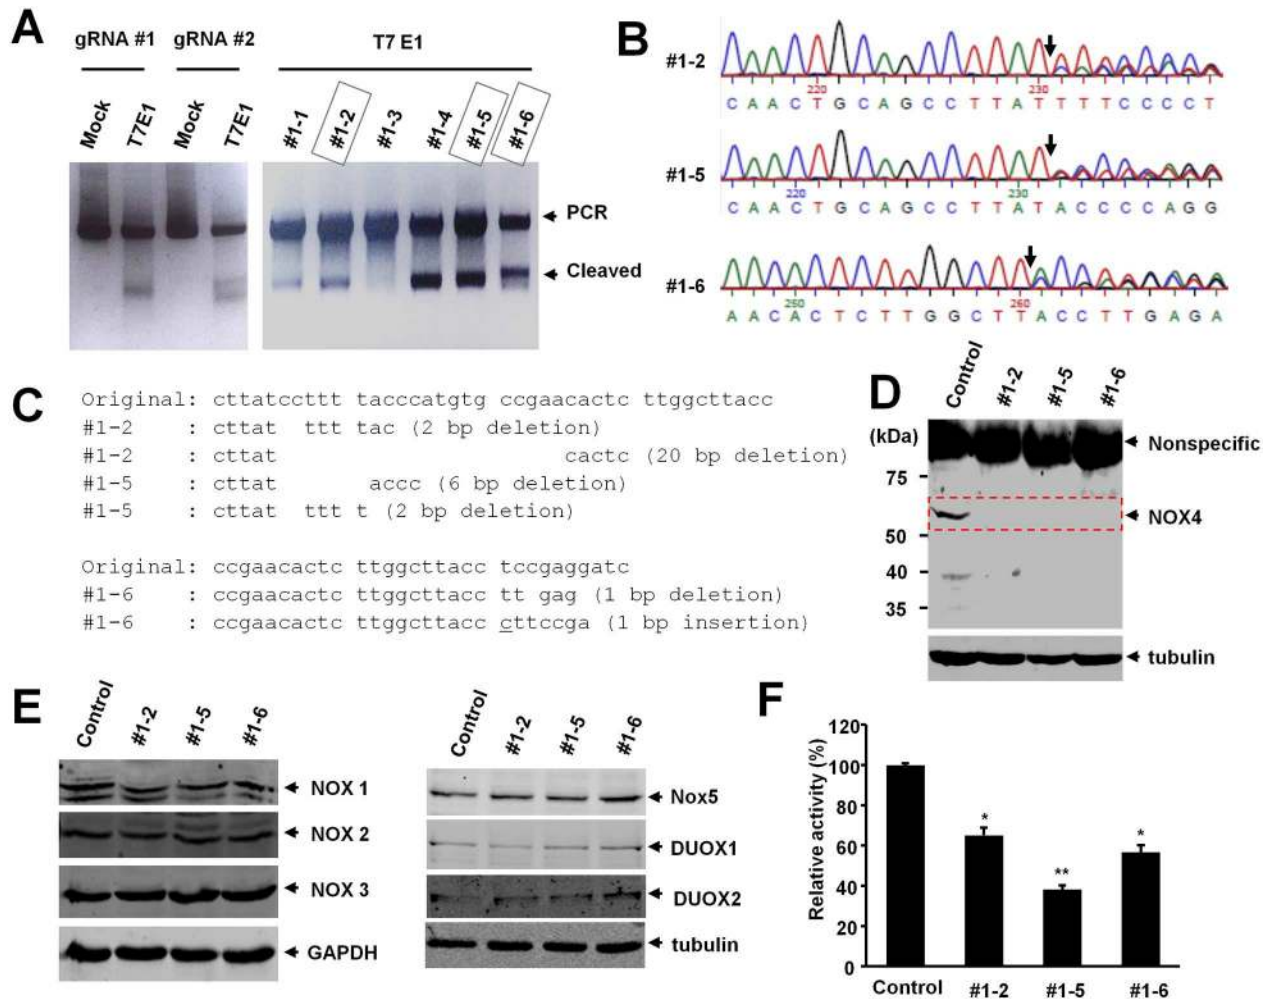 A
gRNA #1 gRNA #2 T7 E1
Mock T7E1 Mock T7E1 #1-1 #1-2 #1-3 #1-4 #1-5 #1-6
PCR
Cleaved
B
#1-2
220 230
C A A C T G C A G C C T T A T T T T C C C C T
#1-5
220 230
C A A C T G C A G C C T T A T A C C C C A G G
#1-6
250 260
A A C A C T C T T G G C T T A C C T T G A G A
C
Original: cttatccttt tacccatgtg ccgaacactc ttggcttacc
#1-2 : cttat ttt tac (2 bp deletion)
#1-2 : cttat cactc (20 bp deletion)
#1-5 : cttat accc (6 bp deletion)
#1-5 : cttat ttt t (2 bp deletion)
Original: ccgaacactc ttggcttacc tccgaggatc
#1-6 : ccgaacactc ttggcttacc tt gag (1 bp deletion)
#1-6 : ccgaacactc ttggcttacc cttccga (1 bp insertion)
D
Control #1-2 #1-5 #1-6
(kDa)
Nonspecific
75
NOX4
50
40
35
tubulin
E
Control #1-2 #1-5 #1-6
NOX 1
NOX 2
NOX 3
GAPDH
Control #1-2 #1-5 #1-6
Nox5
DUOX1
DUOX2
tubulin
F
Relative activity (%)
120
100
80
60
40
20
0
* ** *
Control #1-2 #1-5 #1-6